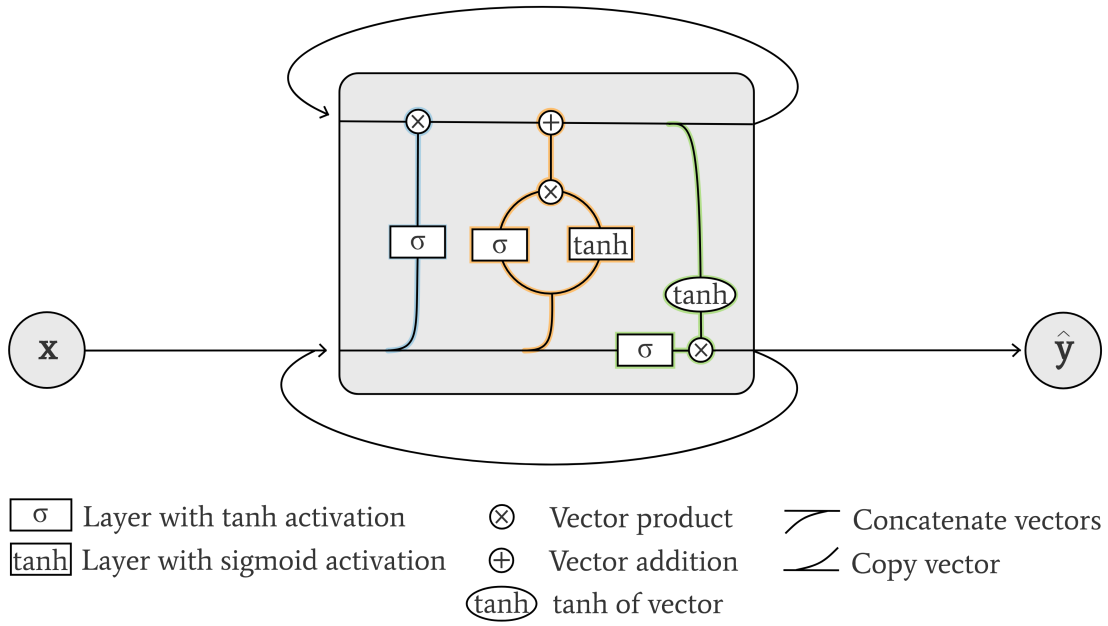 σ
σ
tanh
tanh
x
σ
ŷ
σ Layer with tanh activation
tanh Layer with sigmoid activation
Vector product
Vector addition
tanh tanh of vector
Concatenate vectors
Copy vector